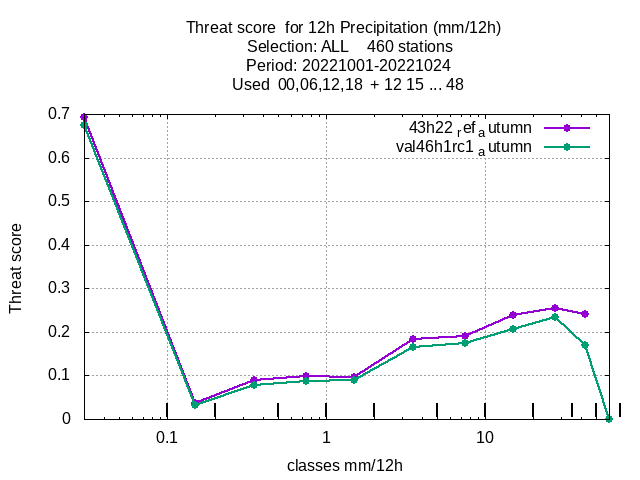 Threat score for 12h Precipitation (mm/12h)
Selection: ALL 460 stations
Period: 20221001-20221024
Used 00,06,12,18 + 12 15 ... 48
43h22 ref autumn
val46h1rc1 autumn
Threat score
0.7
0.6
0.5
0.4
0.3
0.2
0.1
0
0.1 1 10
classes mm/12h